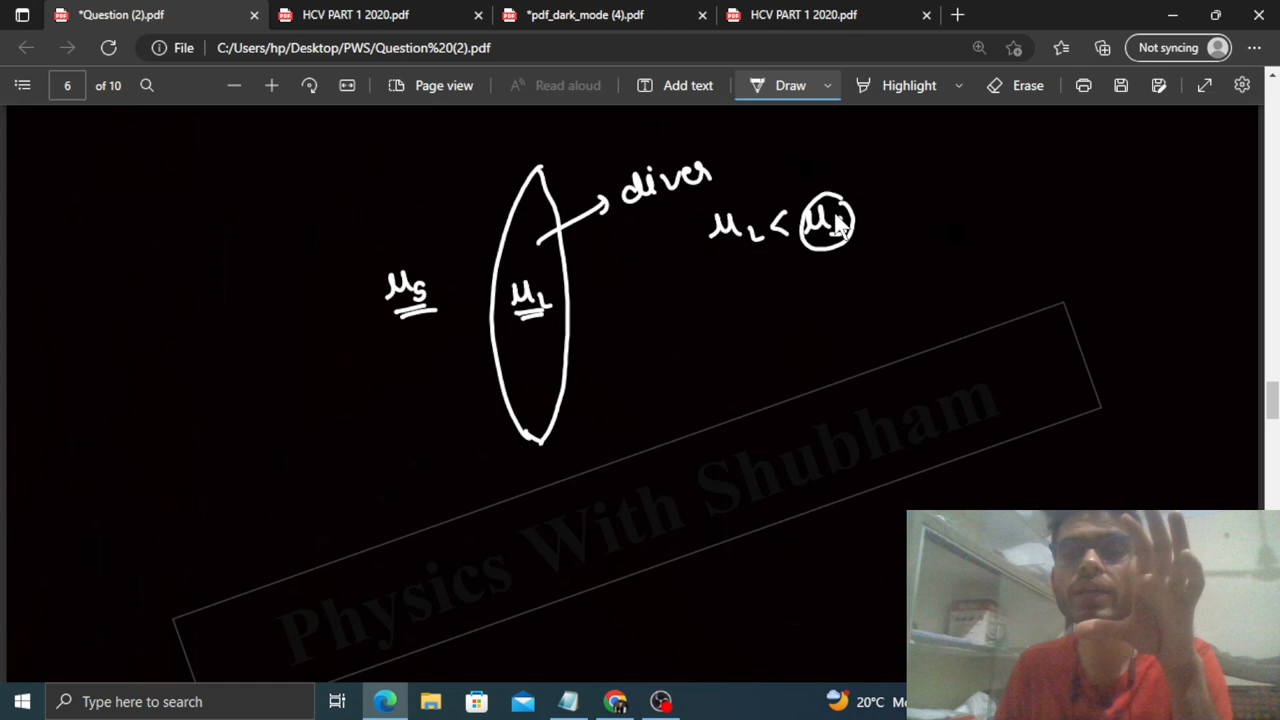 *Question (2).pdf
HCV PART 1 2020.pdf
*pdf_dark_mode (4).pdf
HCV PART 1 2020.pdf
File
C:/Users/hp/Desktop/PWS/Question%20(2).pdf
Not syncing
6 of 10
Page view
Read aloud
Add text
Draw
Highlight
Erase
diver
μL <
μS
μL
Physics With Shubham
Type here to search
20°C